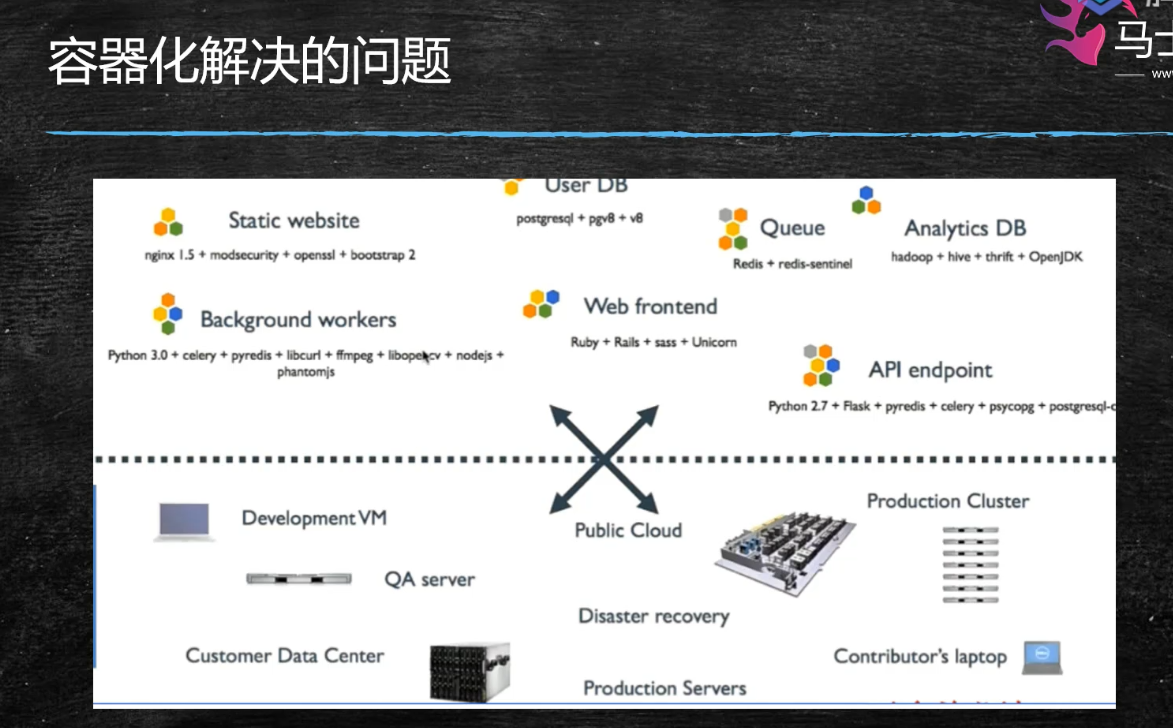 容器化解决的问题
马士
www
User DB
postgresql + pgv8 + v8
Static website
nginx 1.5 + modsecurity + openssl + bootstrap 2
Queue
Redis + redis-sentinel
Analytics DB
hadoop + hive + thrift + OpenJDK
Background workers
Python 3.0 + celery + pyredis + libcurl + ffmpeg + libopencv + nodejs +
phantomjs
Web frontend
Ruby + Rails + sass + Unicorn
API endpoint
Python 2.7 + Flask + pyredis + celery + psycopg + postgresql-c
Development VM
Public Cloud
Production Cluster
QA server
Disaster recovery
Customer Data Center
Contributor's laptop
Production Servers